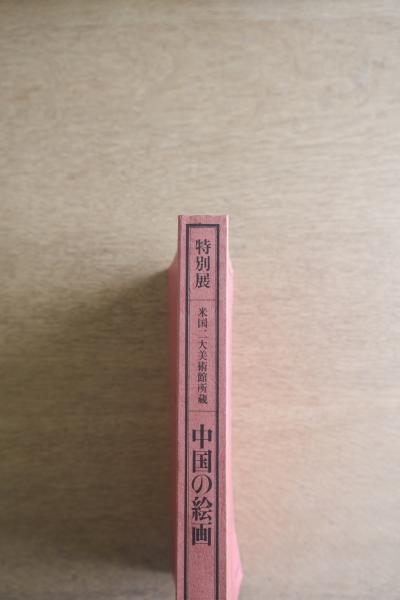 特別展
米国二大美術館所蔵
中国の絵画